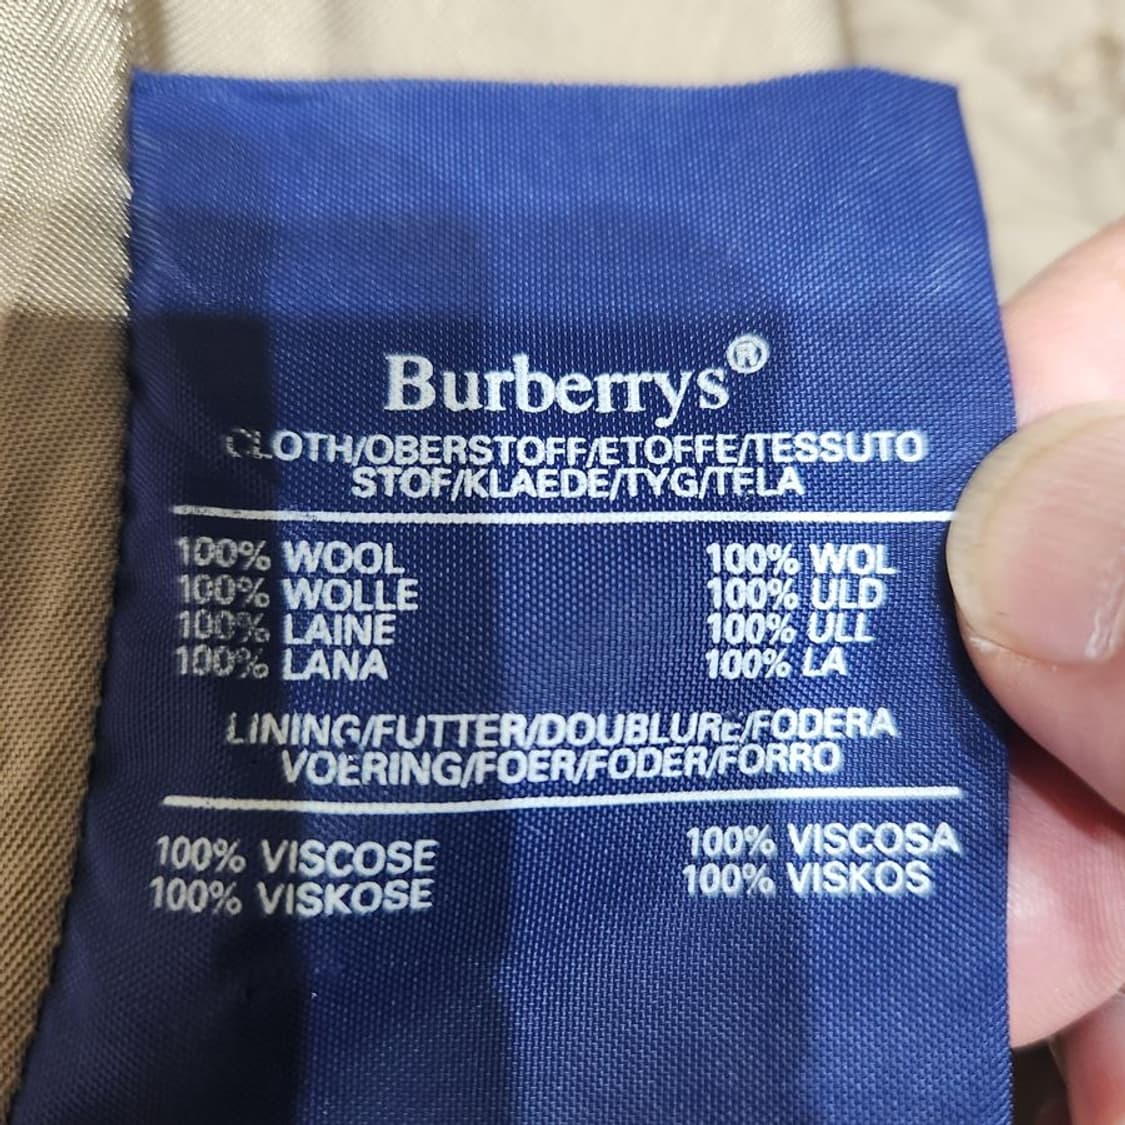 Burberrys®
CLOTH/OBERSTOFF/ETOFFE/TESSUTO
STOF/KLAEDE/TYG/TELA
100% WOOL 100% WOL
100% WOLLE 100% ULD
100% LAINE 100% ULL
100% LANA 100% LA
LINING/FUTTER/DOUBLURE/FODERA
VOERING/FOER/FODER/FORRO
100% VISCOSE 100% VISCOSA
100% VISKOSE 100% VISKOS